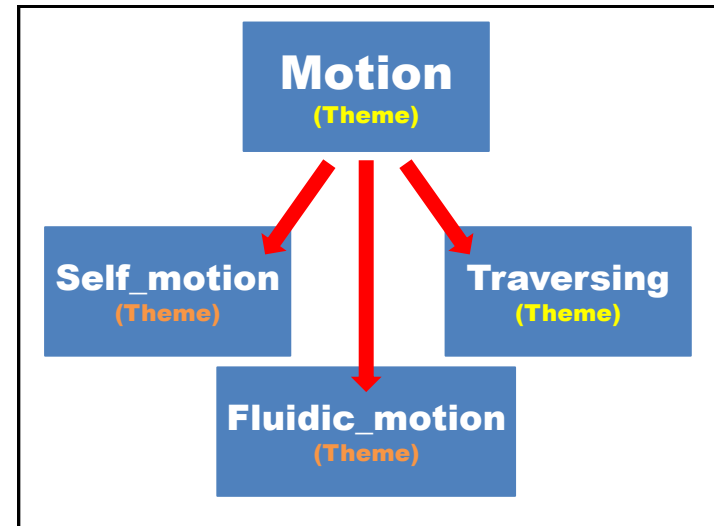 Motion
(Theme)
Self_motion
(Theme)
Traversing
(Theme)
Fluidic_motion
(Theme)